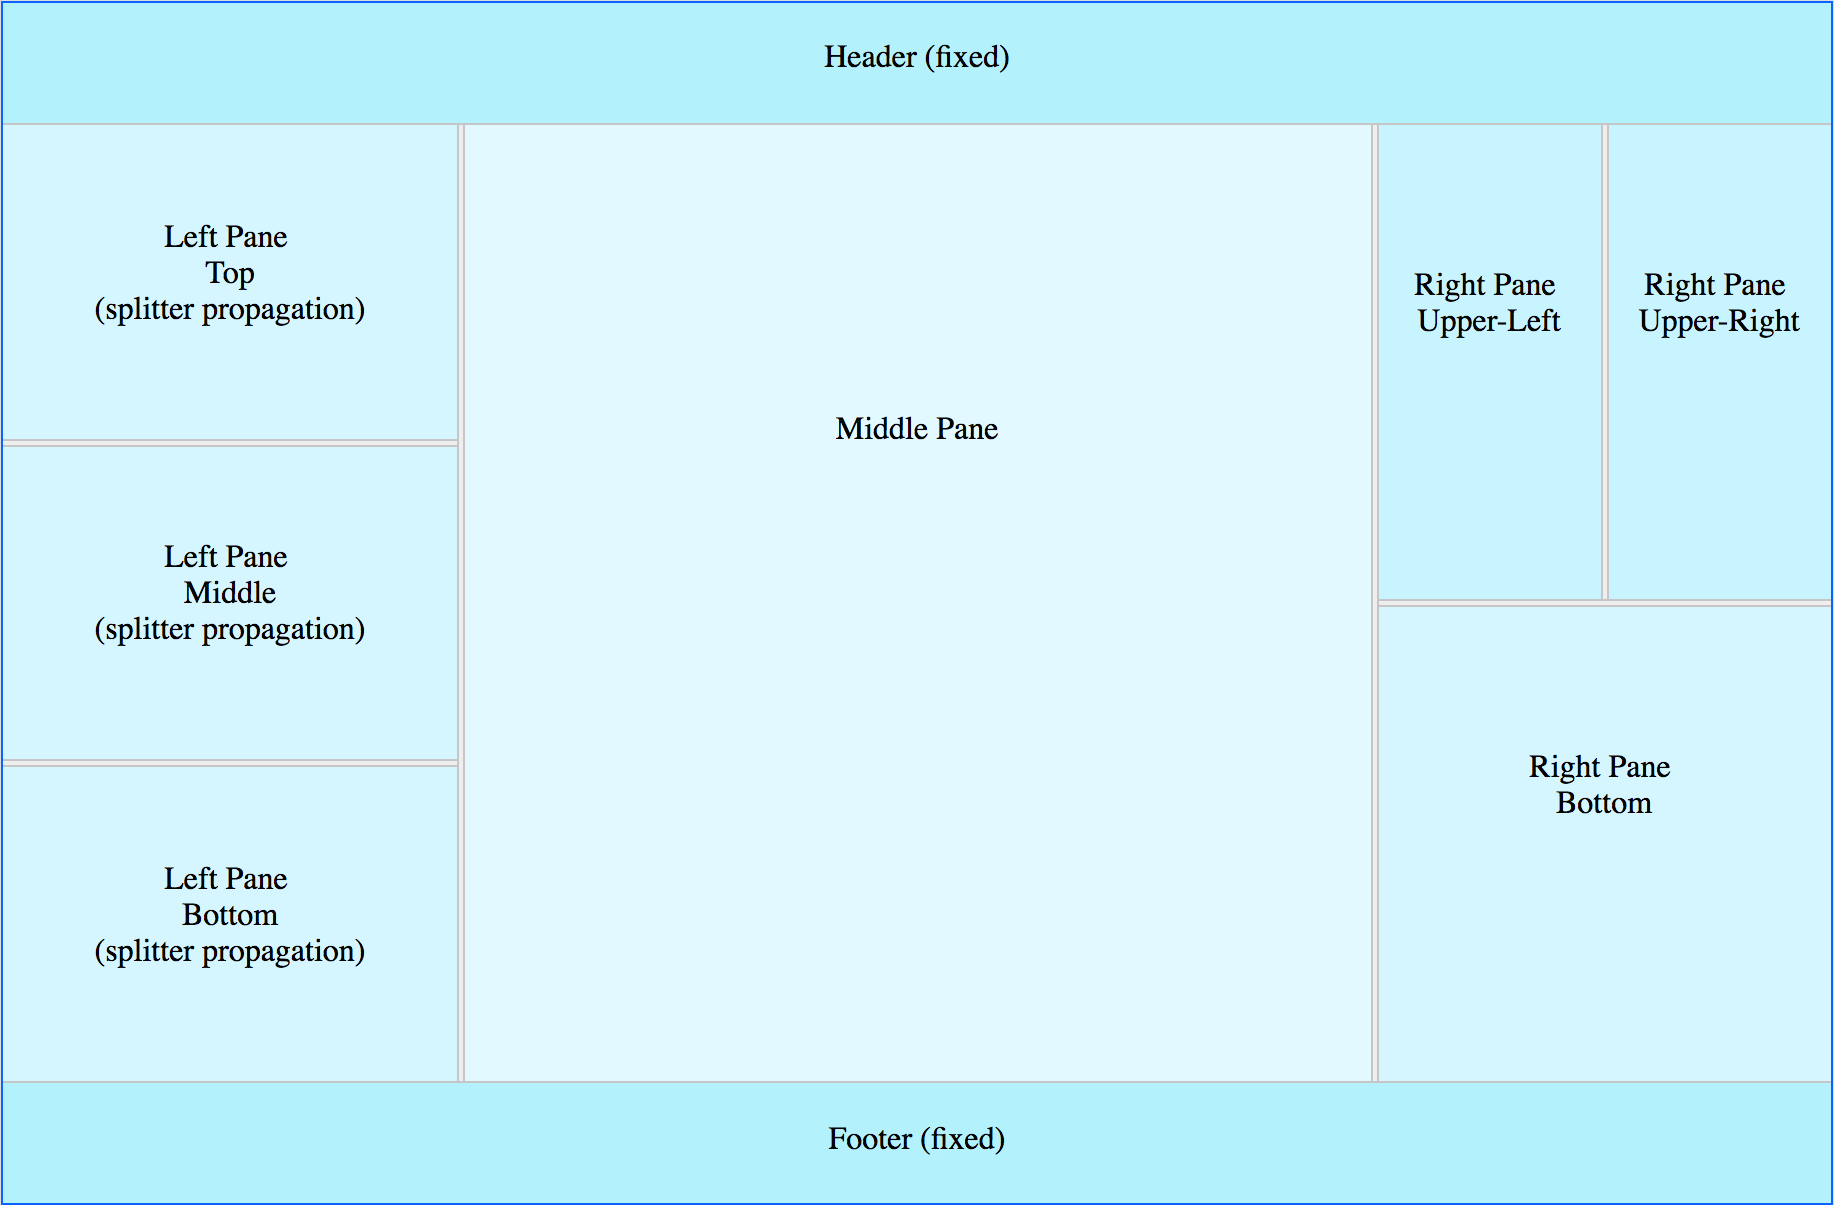 Header (fixed)
Left Pane
Top
(splitter propagation)
Left Pane
Middle
(splitter propagation)
Left Pane
Bottom
(splitter propagation)
Middle Pane
Right Pane
Upper-Left
Right Pane
Upper-Right
Right Pane
Bottom
Footer (fixed)